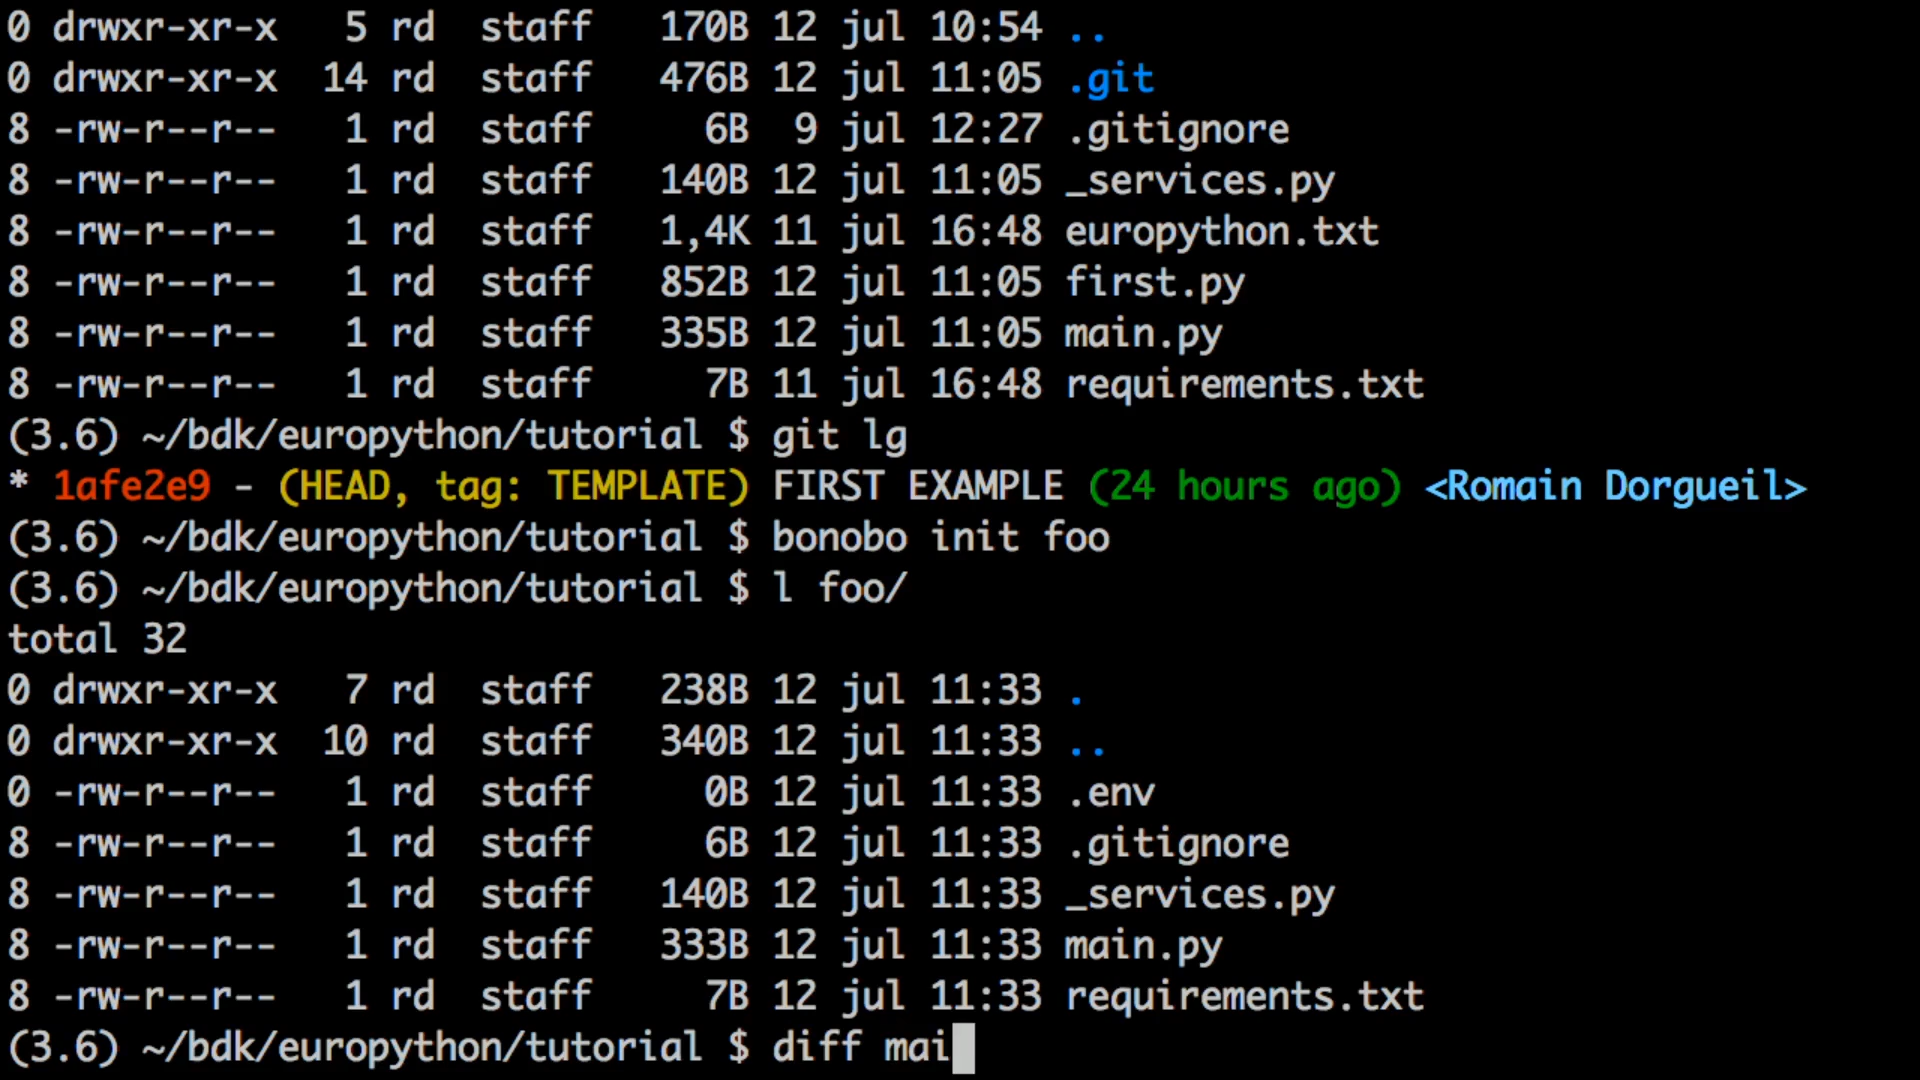 0 drwxr-xr-x   5 rd  staff   170B 12 jul 10:54 ..
0 drwxr-xr-x  14 rd  staff   476B 12 jul 11:05 .git
8 -rw-r--r--   1 rd  staff     6B  9 jul 12:27 .gitignore
8 -rw-r--r--   1 rd  staff   140B 12 jul 11:05 _services.py
8 -rw-r--r--   1 rd  staff   1,4K 11 jul 16:48 europython.txt
8 -rw-r--r--   1 rd  staff   852B 12 jul 11:05 first.py
8 -rw-r--r--   1 rd  staff   335B 12 jul 11:05 main.py
8 -rw-r--r--   1 rd  staff     7B 11 jul 16:48 requirements.txt
(3.6) ~/bdk/europython/tutorial $ git lg
* 1afe2e9 - (HEAD, tag: TEMPLATE) FIRST EXAMPLE (24 hours ago) <Romain Dorgueil>
(3.6) ~/bdk/europython/tutorial $ bonobo init foo
(3.6) ~/bdk/europython/tutorial $ l foo/
total 32
0 drwxr-xr-x   7 rd  staff   238B 12 jul 11:33 .
0 drwxr-xr-x  10 rd  staff   340B 12 jul 11:33 ..
0 -rw-r--r--   1 rd  staff     0B 12 jul 11:33 .env
8 -rw-r--r--   1 rd  staff     6B 12 jul 11:33 .gitignore
8 -rw-r--r--   1 rd  staff   140B 12 jul 11:33 _services.py
8 -rw-r--r--   1 rd  staff   333B 12 jul 11:33 main.py
8 -rw-r--r--   1 rd  staff     7B 12 jul 11:33 requirements.txt
(3.6) ~/bdk/europython/tutorial $ diff mai